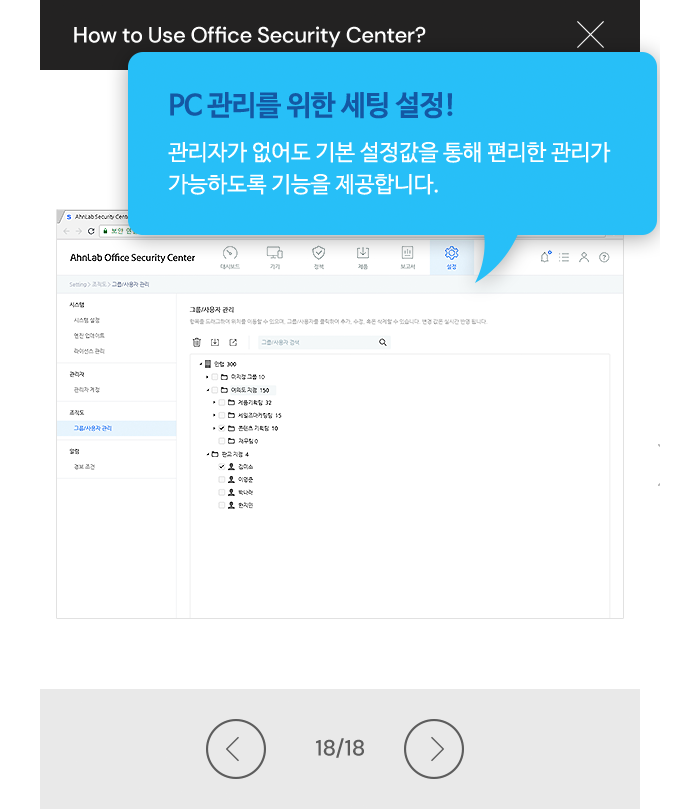 How to Use Office Security Center?
PC 관리를 위한 세팅 설정!
관리자가 없어도 기본 설정값을 통해 편리한 관리가
가능하도록 기능을 제공합니다.
S AhnLab Security Cent
보안 연
AhnLab Office Security Center
대시보드
기기
정책
제품
보고서
설정
Setting > 조직도 > 그룹/사용자 관리
시스템
시스템 설정
엔진 업데이트
라이선스 관리
관리자
관리자 계정
조직도
그룹/사용자 관리
알림
경보 조건
그룹/사용자 관리
항목을 드래그하여 위치를 이동할 수 있으며, 그룹/사용자를 클릭하여 추가, 수정, 혹은 삭제할 수 있습니다. 변경 값은 실시간 반영 됩니다.
그룹/사용자 검색
안랩 300
미지정 그룹 10
여의도 지점 150
제품기획팀 32
세일즈마케팅팀 15
콘텐츠 기획팀 10
재무팀 0
판교 지점 4
김미소
이영준
박나래
한지민
18/18